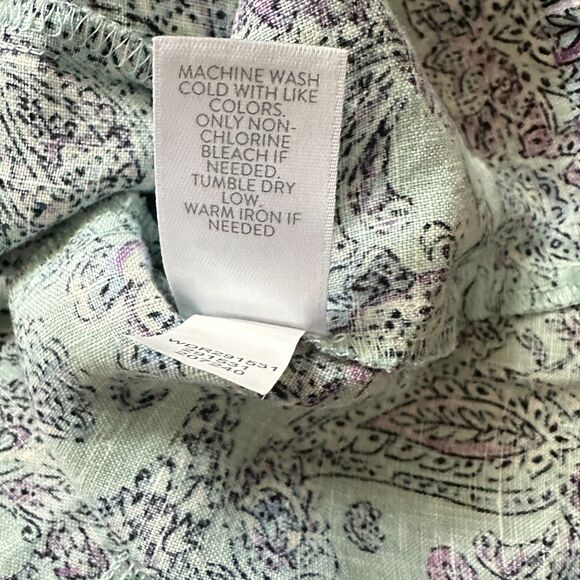 MACHINE WASH
COLD WITH LIKE
COLORS.
ONLY NON-
CHLORINE
BLEACH IF
NEEDED.
TUMBLE DRY
LOW.
WARM IRON IF
NEEDED